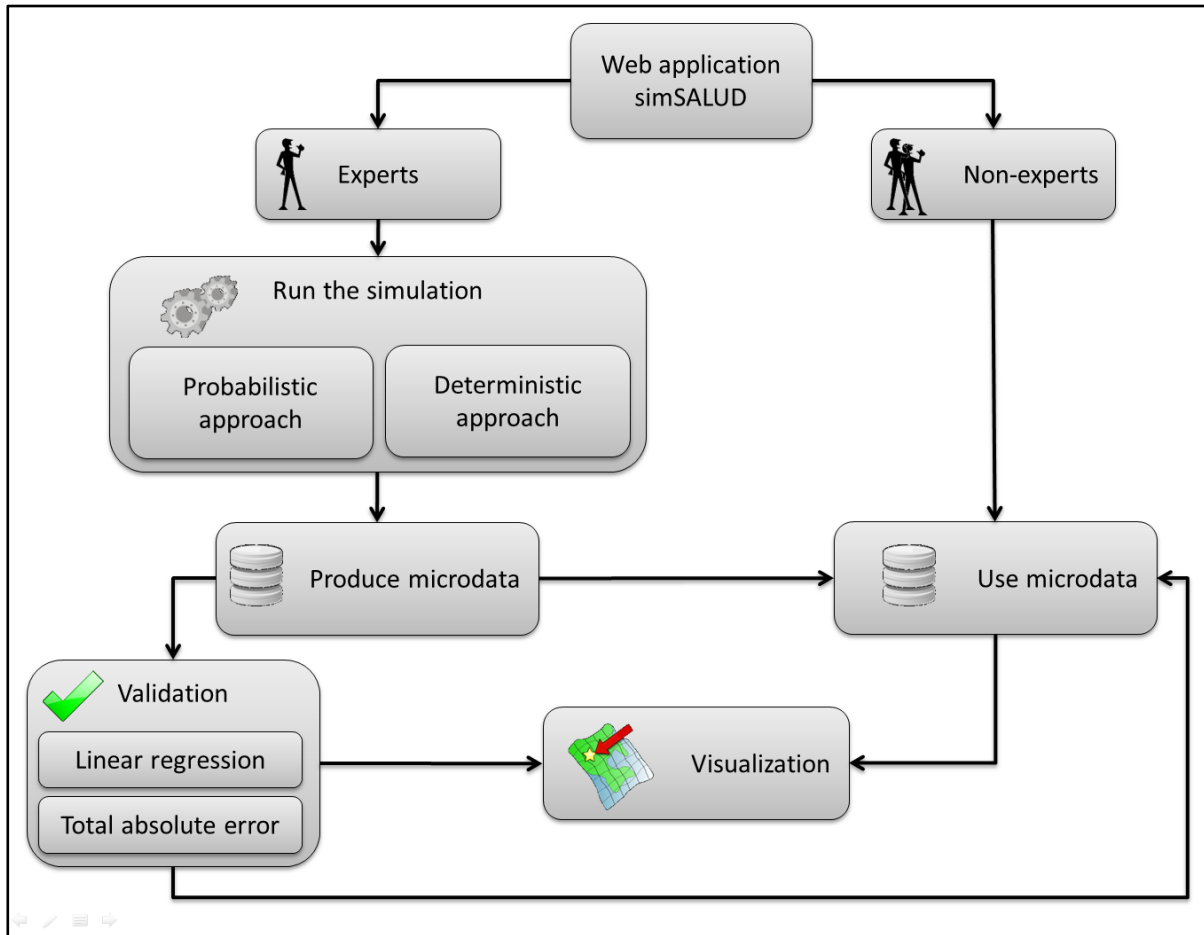 Web application
simSALUD
Experts
Non-experts
Run the simulation
Probabilistic
approach
Deterministic
approach
Produce microdata
Use microdata
Validation
Linear regression
Total absolute error
Visualization